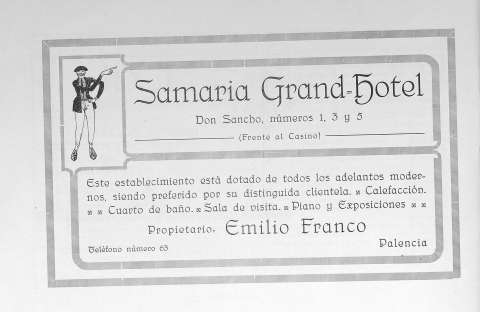 Samaria Grand-Hotel
Don Sancho, números 1, 3 y 5
(Frente al Casino)
Este establecimiento está dotado de todos los adelantos moder-
nos, siendo preferido por su distinguida clientela. * Calefacción.
* * Cuarto de baño. * Sala de visita. * Piano y Exposiciones * *
Propietario, Emilio Franco
Teléfono número 63 Palencia